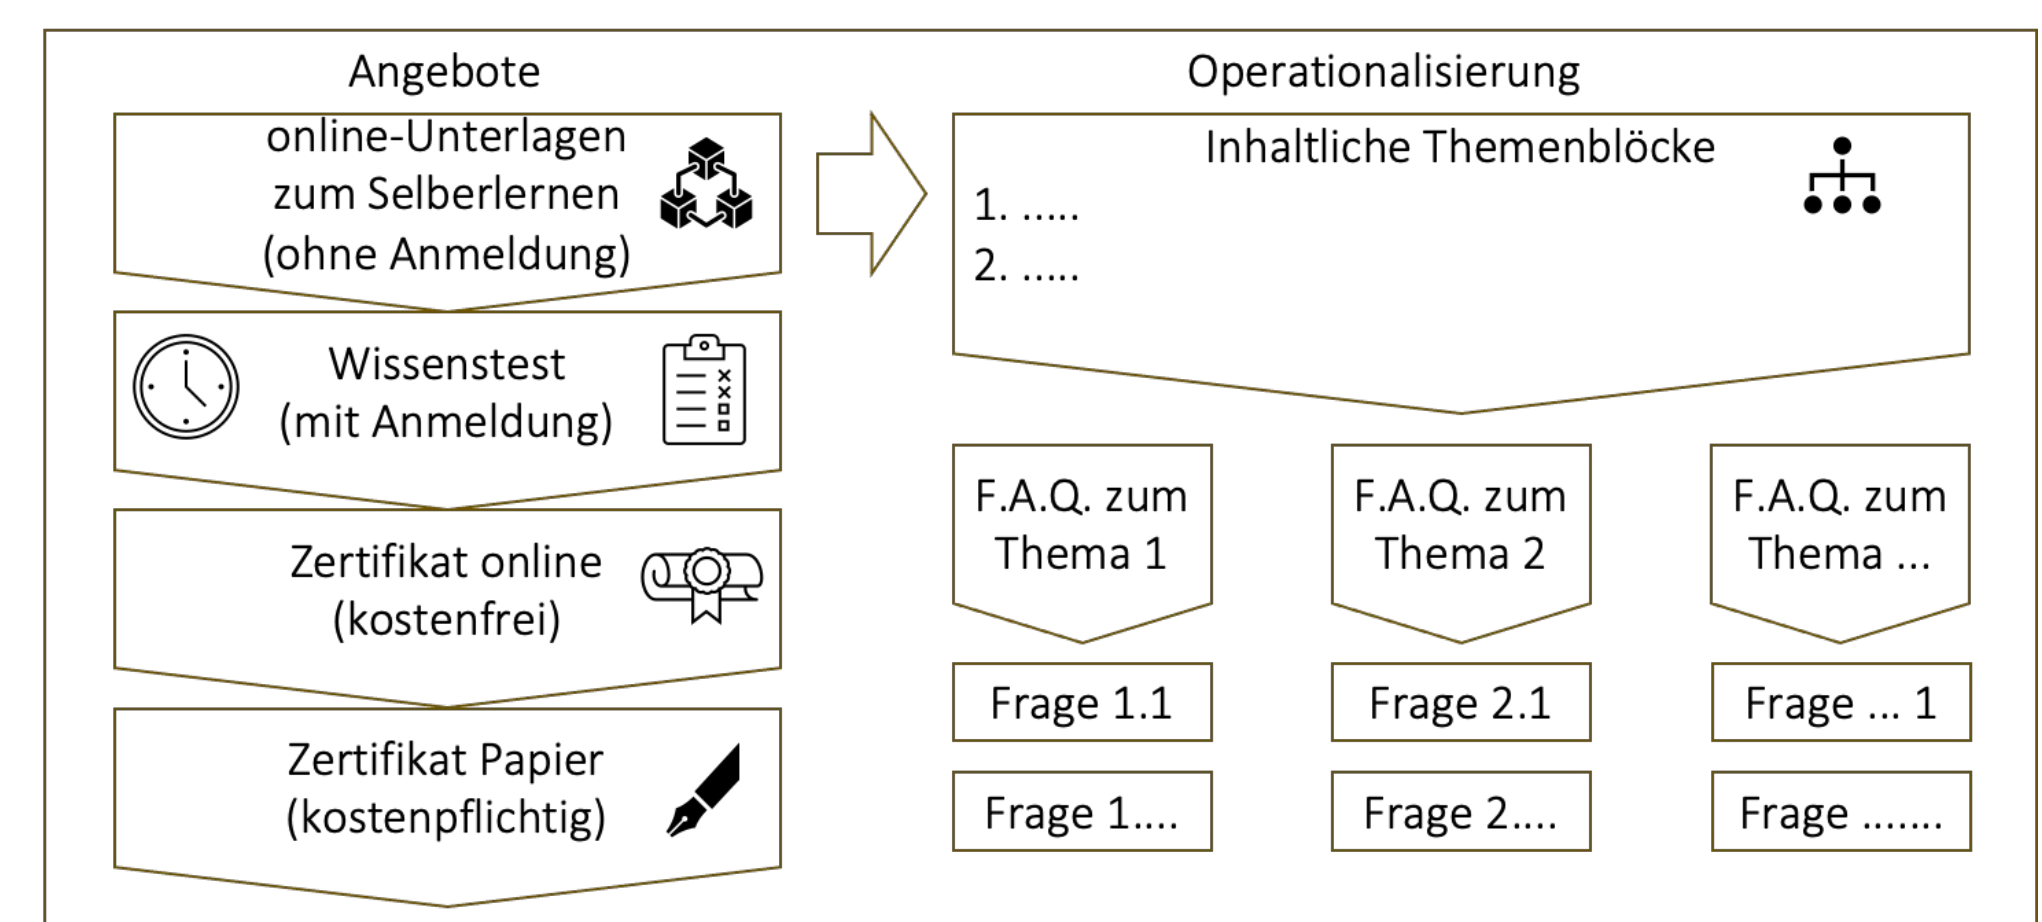 Angebote
online-Unterlagen
zum Selberlernen
(ohne Anmeldung)
Wissenstest
(mit Anmeldung)
Zertifikat online
(kostenfrei)
Zertifikat Papier
(kostenpflichtig)
Operationalisierung
Inhaltliche Themenblöcke
1. .....
2. .....
F.A.Q. zum
Thema 1
F.A.Q. zum
Thema 2
F.A.Q. zum
Thema ...
Frage 1.1
Frage 2.1
Frage ... 1
Frage 1....
Frage 2....
Frage .......